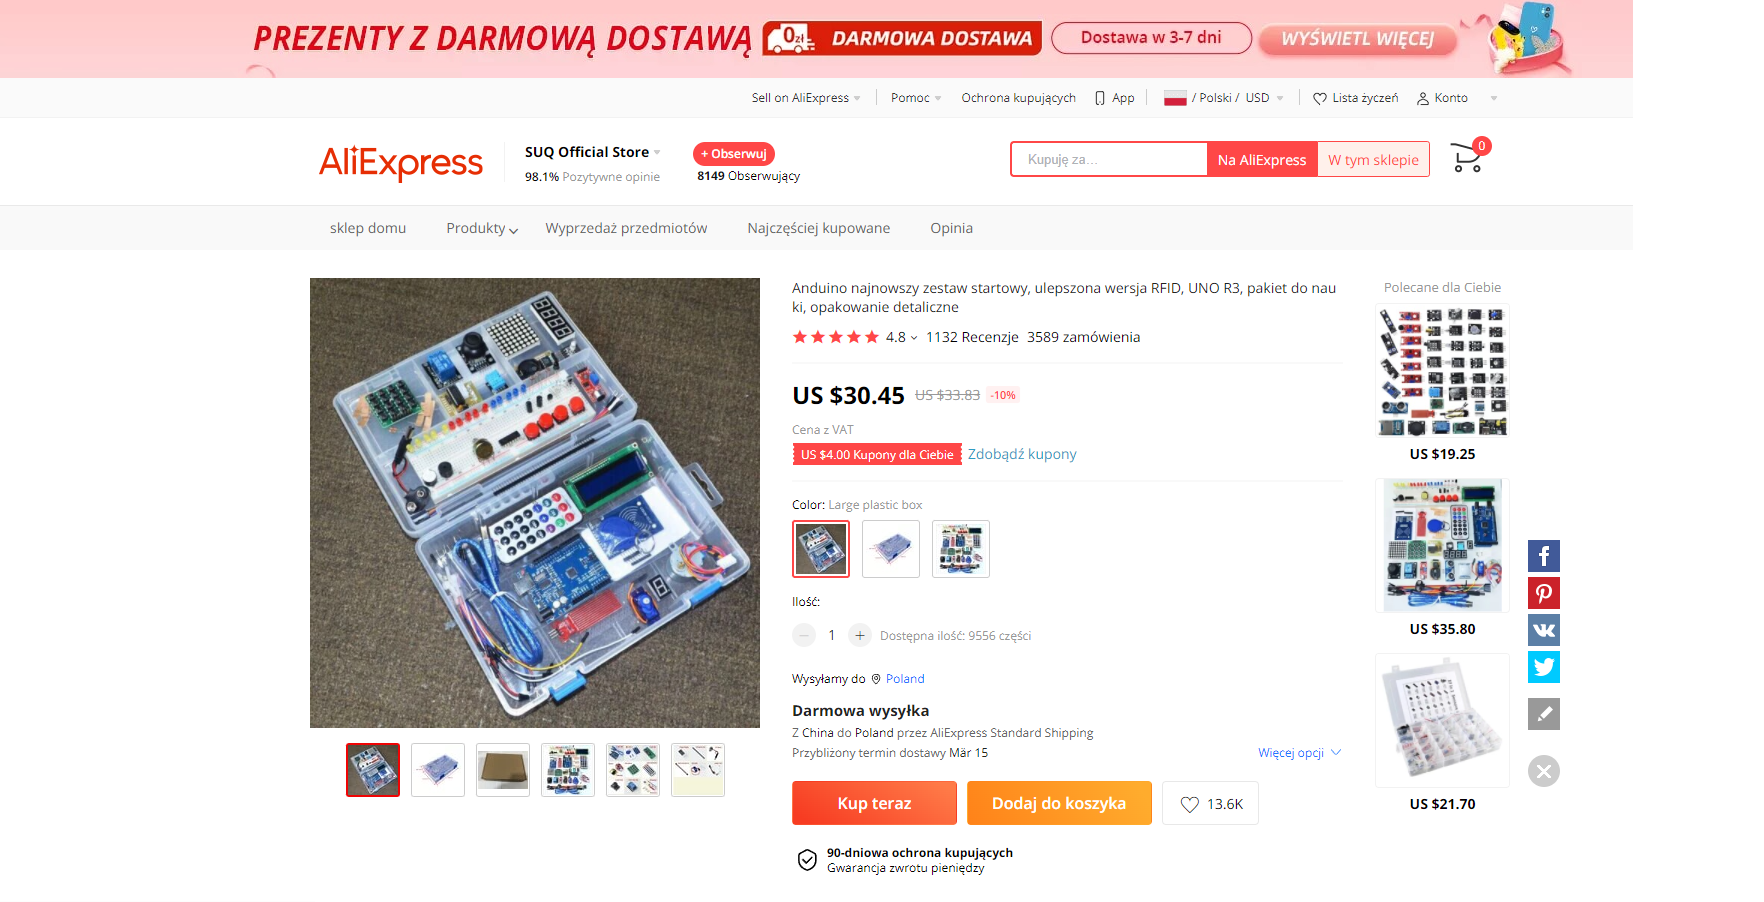 PREZENTY Z DARMOWĄ DOSTAWĄ
0zł DARMOWA DOSTAWA
Dostawa w 3-7 dni
WYŚWIETL WIĘCEJ
Sell on AliExpress
Pomoc
Ochrona kupujących
App
/ Polski / USD
Lista życzeń
Konto
AliExpress
SUQ Official Store
98.1% Pozytywne opinie
+ Obserwuj
8149 Obserwujący
Kupuję za...
Na AliExpress
W tym sklepie
0
sklep domu
Produkty
Wyprzedaż przedmiotów
Najczęściej kupowane
Opinia
Anduino najnowszy zestaw startowy, ulepszona wersja RFID, UNO R3, pakiet do nau
ki, opakowanie detaliczne
4.8 1132 Recenzje 3589 zamówienia
US $30.45 US $33.83 -10%
Cena z VAT
US $4.00 Kupony dla Ciebie Zdobądź kupony
Color: Large plastic box
Ilość:
1 Dostępna ilość: 9556 części
Wysyłamy do Poland
Darmowa wysyłka
Z China do Poland przez AliExpress Standard Shipping
Przybliżony termin dostawy Mär 15
Więcej opcji
Kup teraz
Dodaj do koszyka
13.6K
90-dniowa ochrona kupujących
Gwarancja zwrotu pieniędzy
Polecane dla Ciebie
US $19.25
US $35.80
US $21.70